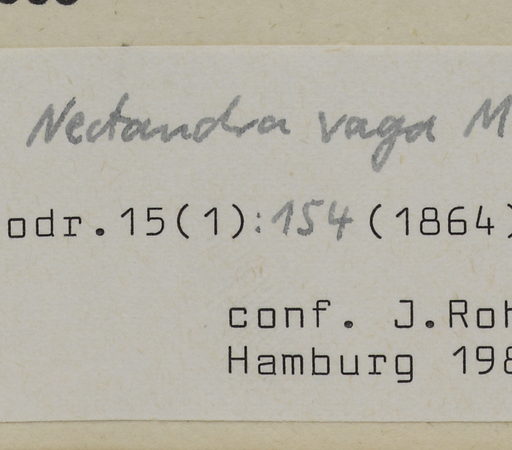 Nectandra vaga M
odr.15(1):154(1864)
conf. J.Roh
Hamburg 198